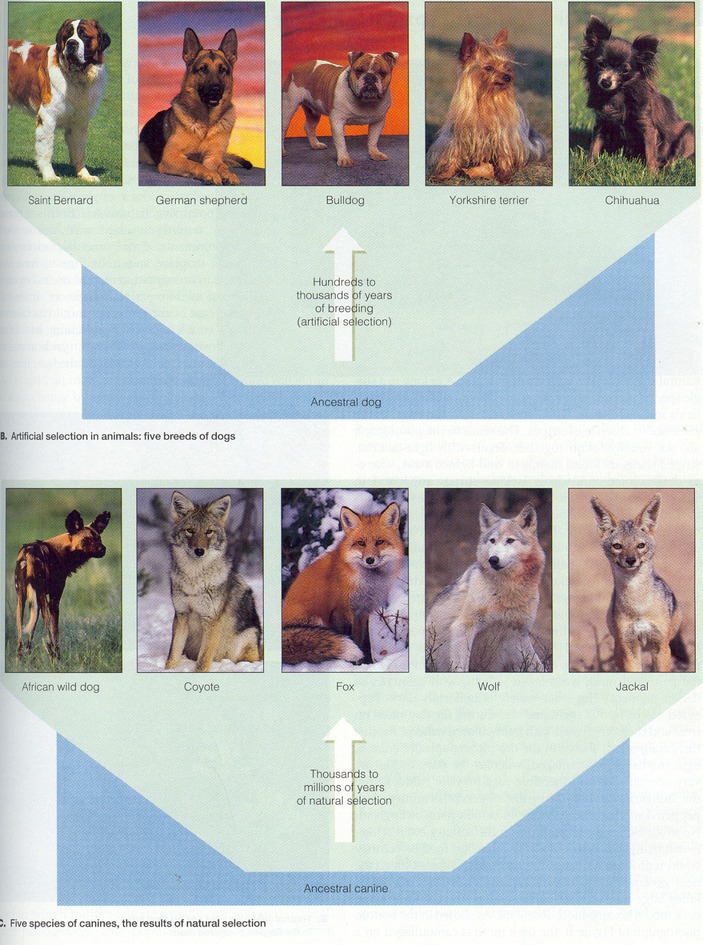 Saint Bernard
German shepherd
Bulldog
Yorkshire terrier
Chihuahua
Hundreds to
thousands of years
of breeding
(artificial selection)
Ancestral dog
B. Artificial selection in animals: five breeds of dogs
African wild dog
Coyote
Fox
Wolf
Jackal
Thousands to
millions of years
of natural selection
Ancestral canine
C. Five species of canines, the results of natural selection